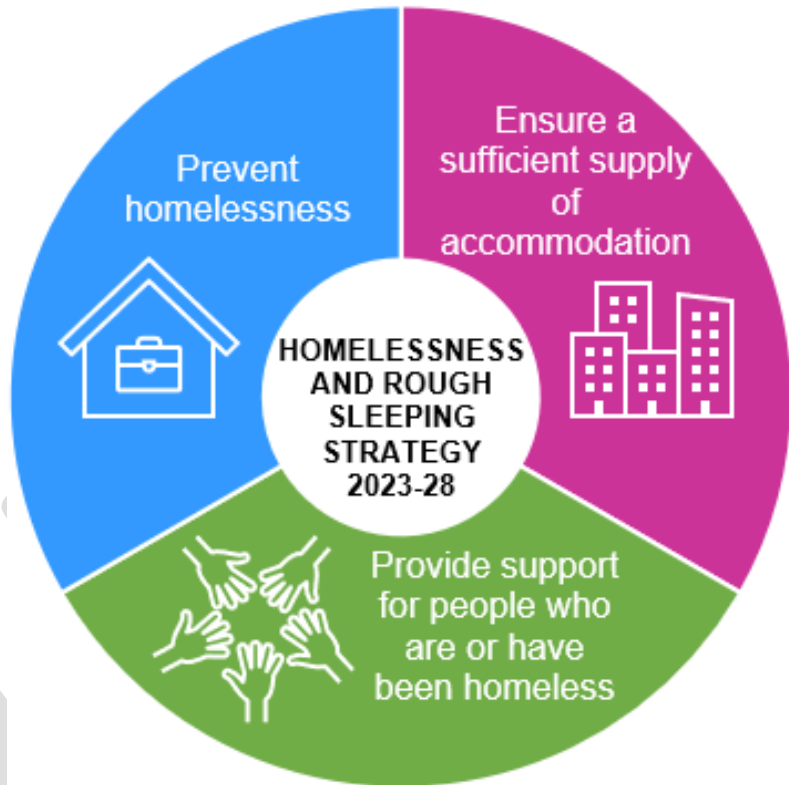 Prevent
homelessness
Ensure a
sufficient supply
of
accommodation
HOMELESSNESS
AND ROUGH
SLEEPING
STRATEGY
2023-28
Provide support
for people who
are or have
been homeless